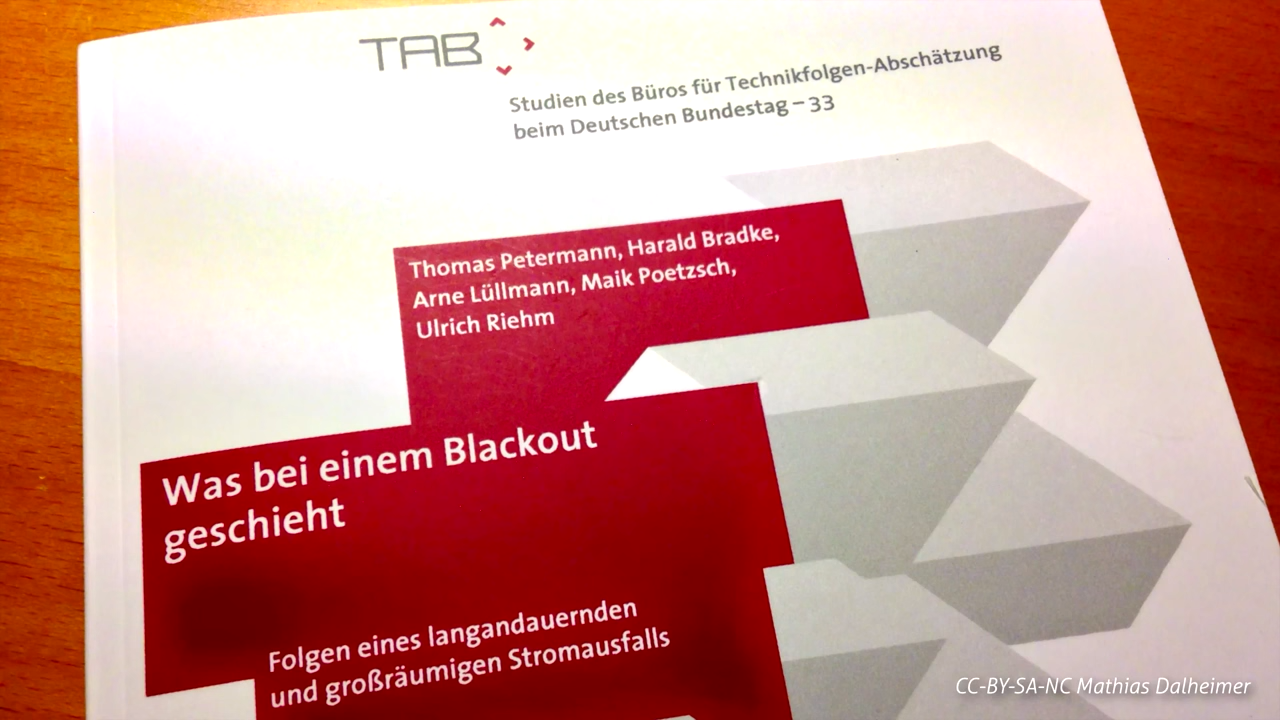 TAB
Studien des Büros für Technikfolgen-Abschätzung
beim Deutschen Bundestag – 33
Thomas Petermann, Harald Bradke,
Arne Lüllmann, Maik Poetzsch,
Ulrich Riehm
Was bei einem Blackout
geschieht
Folgen eines langandauernden
und großräumigen Stromausfalls
CC-BY-SA-NC Mathias Dalheimer